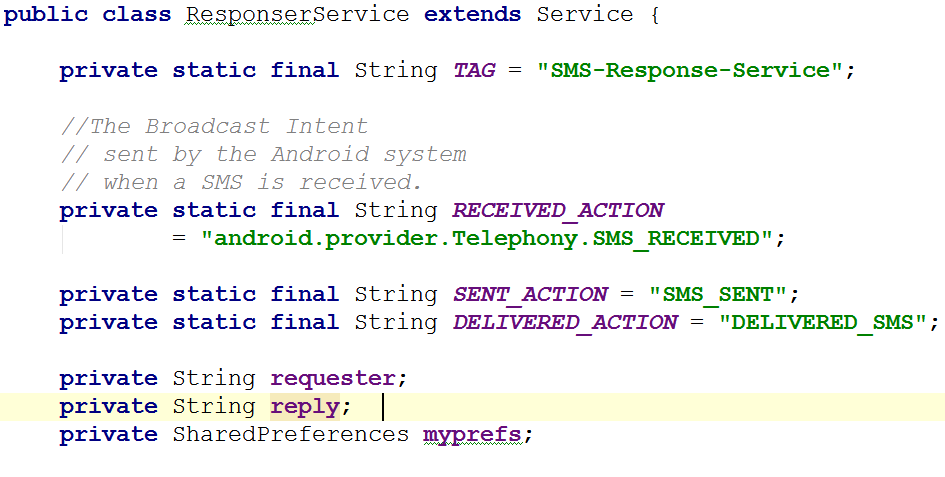 public class ResponserService extends Service {
private static final String TAG = "SMS-Response-Service";
//The Broadcast Intent
// sent by the Android system
// when a SMS is received.
private static final String RECEIVED_ACTION
= "android.provider.Telephony.SMS_RECEIVED";
private static final String SENT_ACTION = "SMS_SENT";
private static final String DELIVERED_ACTION = "DELIVERED_SMS";
private String requester;
private String reply;
private SharedPreferences myprefs;